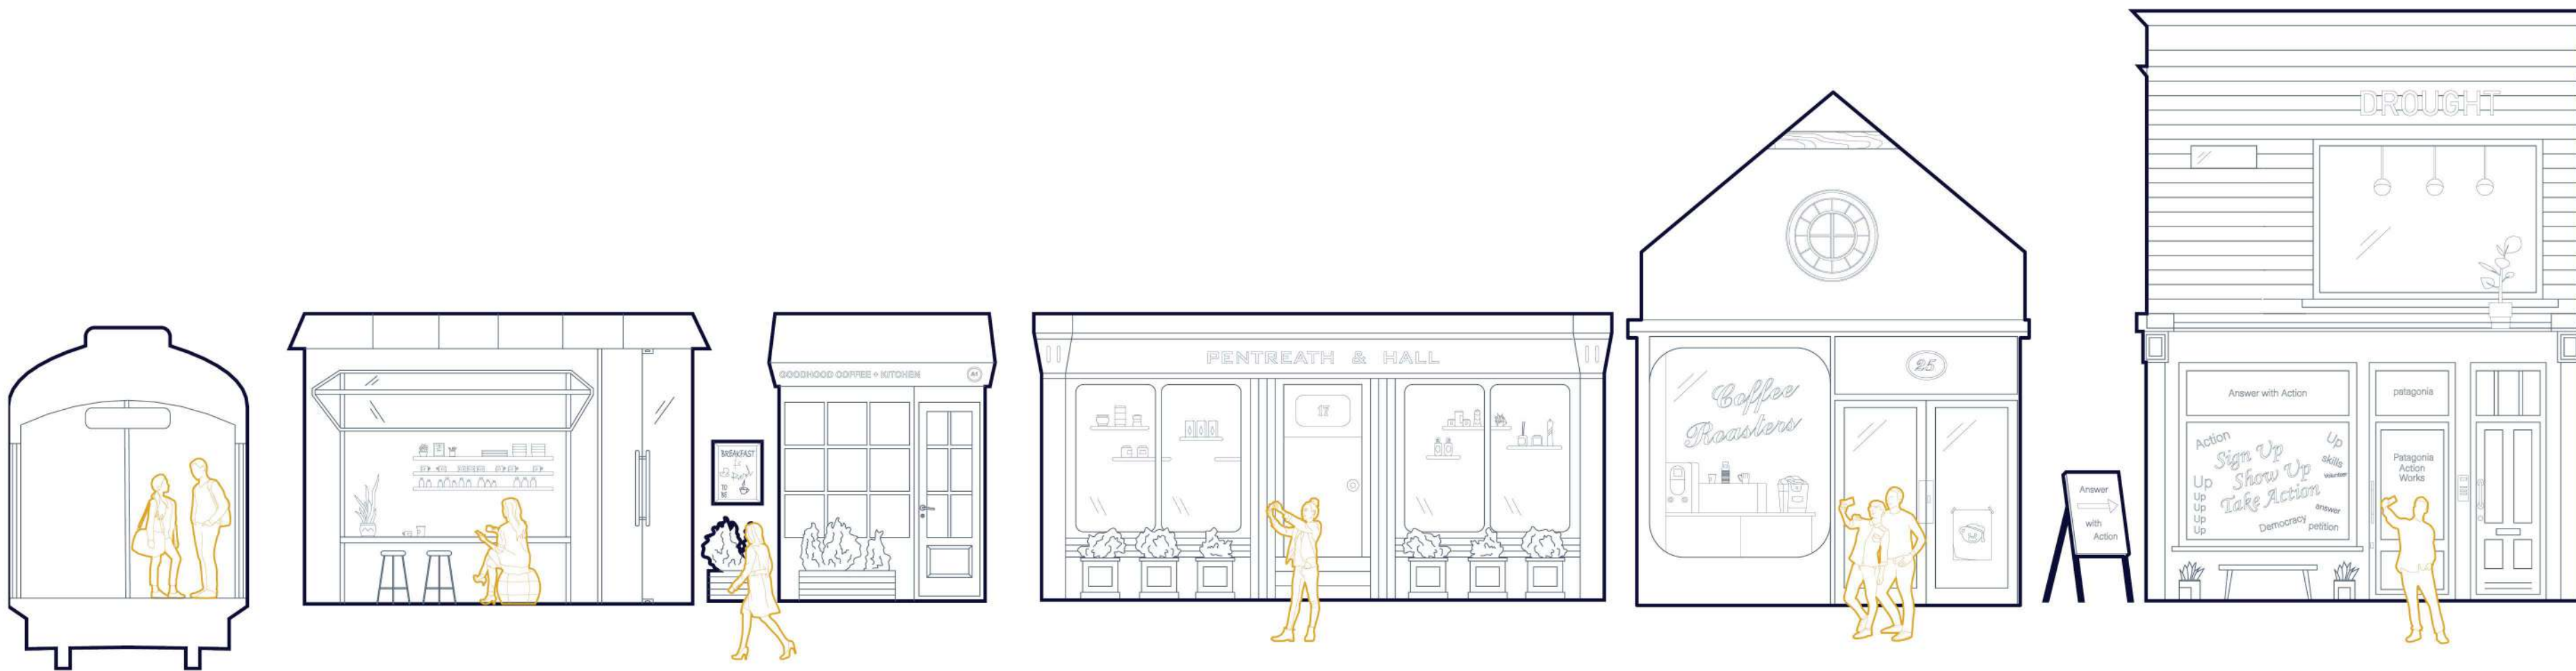 BREAKFAST
TO
BE
GOODHOOD COFFEE + KITCHEN
PENTREATH & HALL
17
Coffee
Roasters
25
Answer
with
Action
DROUGHT
Answer with Action
patagonia
Action
Up
skills
Volunteer
Sign Up
Show Up
Take Action
Up
Up
Up
Up
Up
answer
Democracy
petition
Patagonia
Action
Works